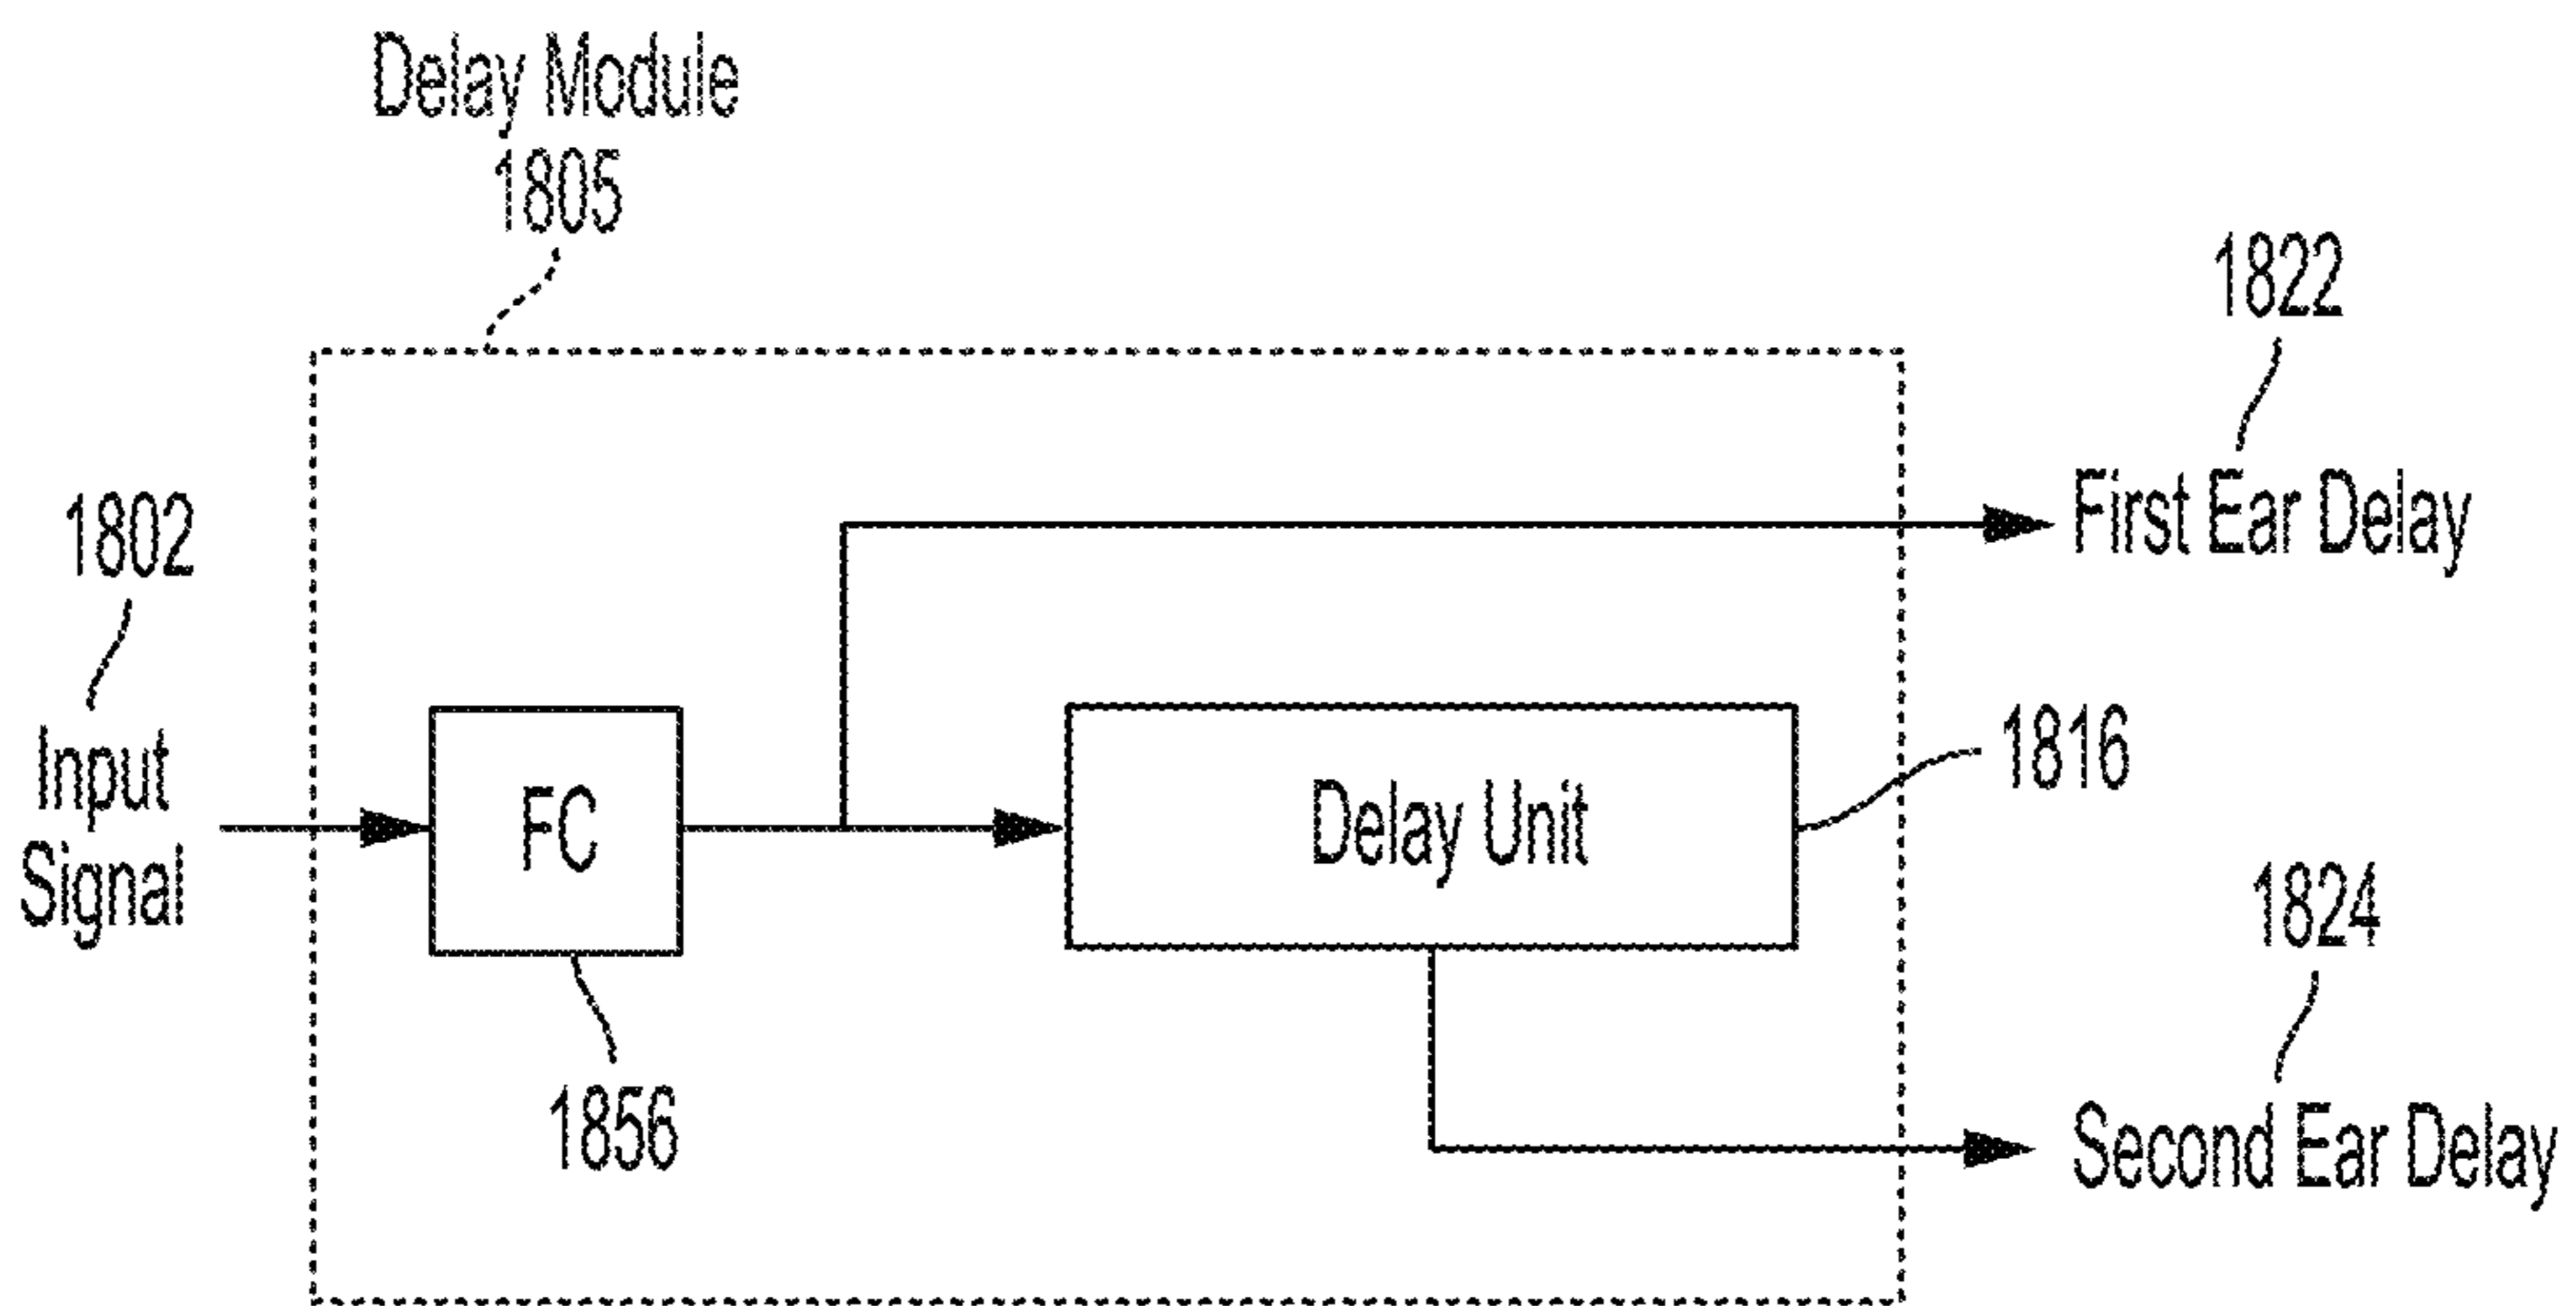 Delay Module
1805
1822
First Ear Delay
1802
Input
Signal
FC
Delay Unit
1816
1856
1824
Second Ear Delay